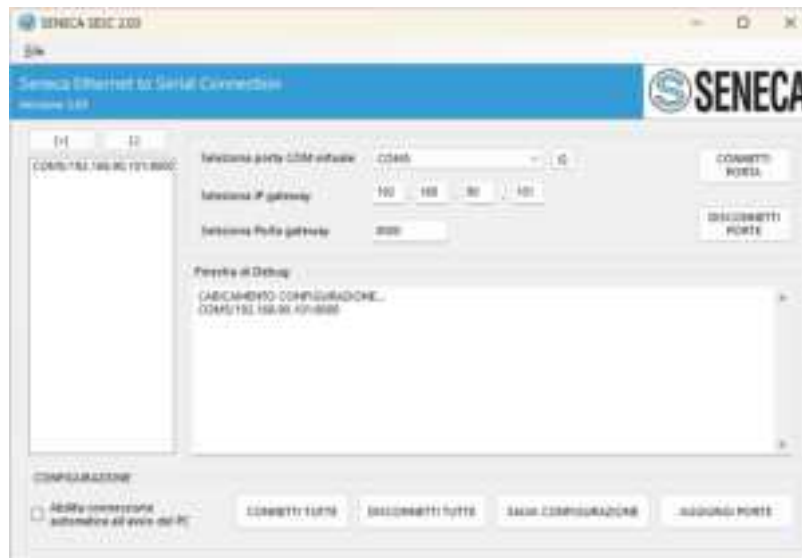 SENECA SEIC 2.03
File
Seneca Ethernet to Serial Connection
SENECA
[+] [-]
COM5/192.168.90.101:8000
Seleziona porta COM virtuale COM5
Seleziona IP gateway 192 . 168 . 90 . 101
Seleziona Porta gateway 8000
CONNETTI
PORTA
DISCONNETTI
PORTE
Finestra di Debug
CARICAMENTO CONFIGURAZIONE...
COM5/192.168.90.101:8000
CONFIGURAZIONE
Abilita connessione
automatica all'avvio del PC
CONNETTI TUTTE DISCONNETTI TUTTE SALVA CONFIGURAZIONE AGGIUNGI PORTE